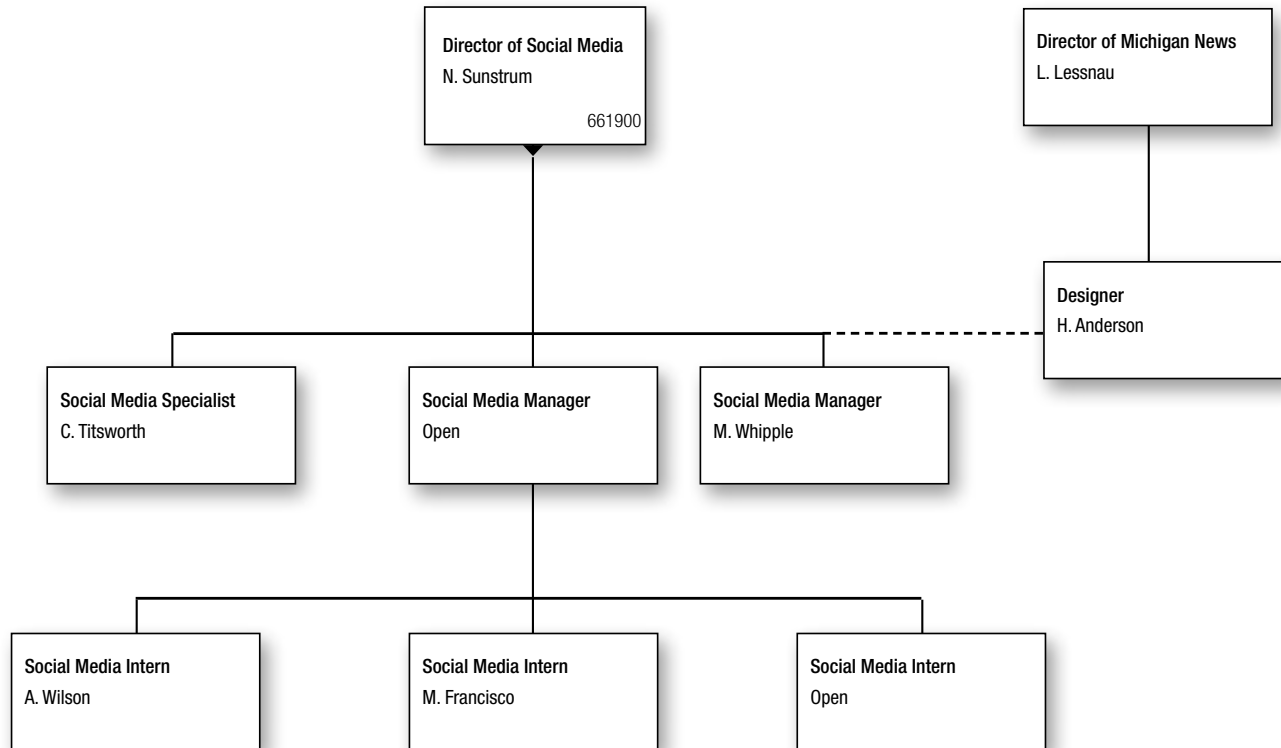 Director of Social Media
N. Sunstrum
661900
Director of Michigan News
L. Lessnau
Designer
H. Anderson
Social Media Specialist
C. Titsworth
Social Media Manager
Open
Social Media Manager
M. Whipple
Social Media Intern
A. Wilson
Social Media Intern
M. Francisco
Social Media Intern
Open